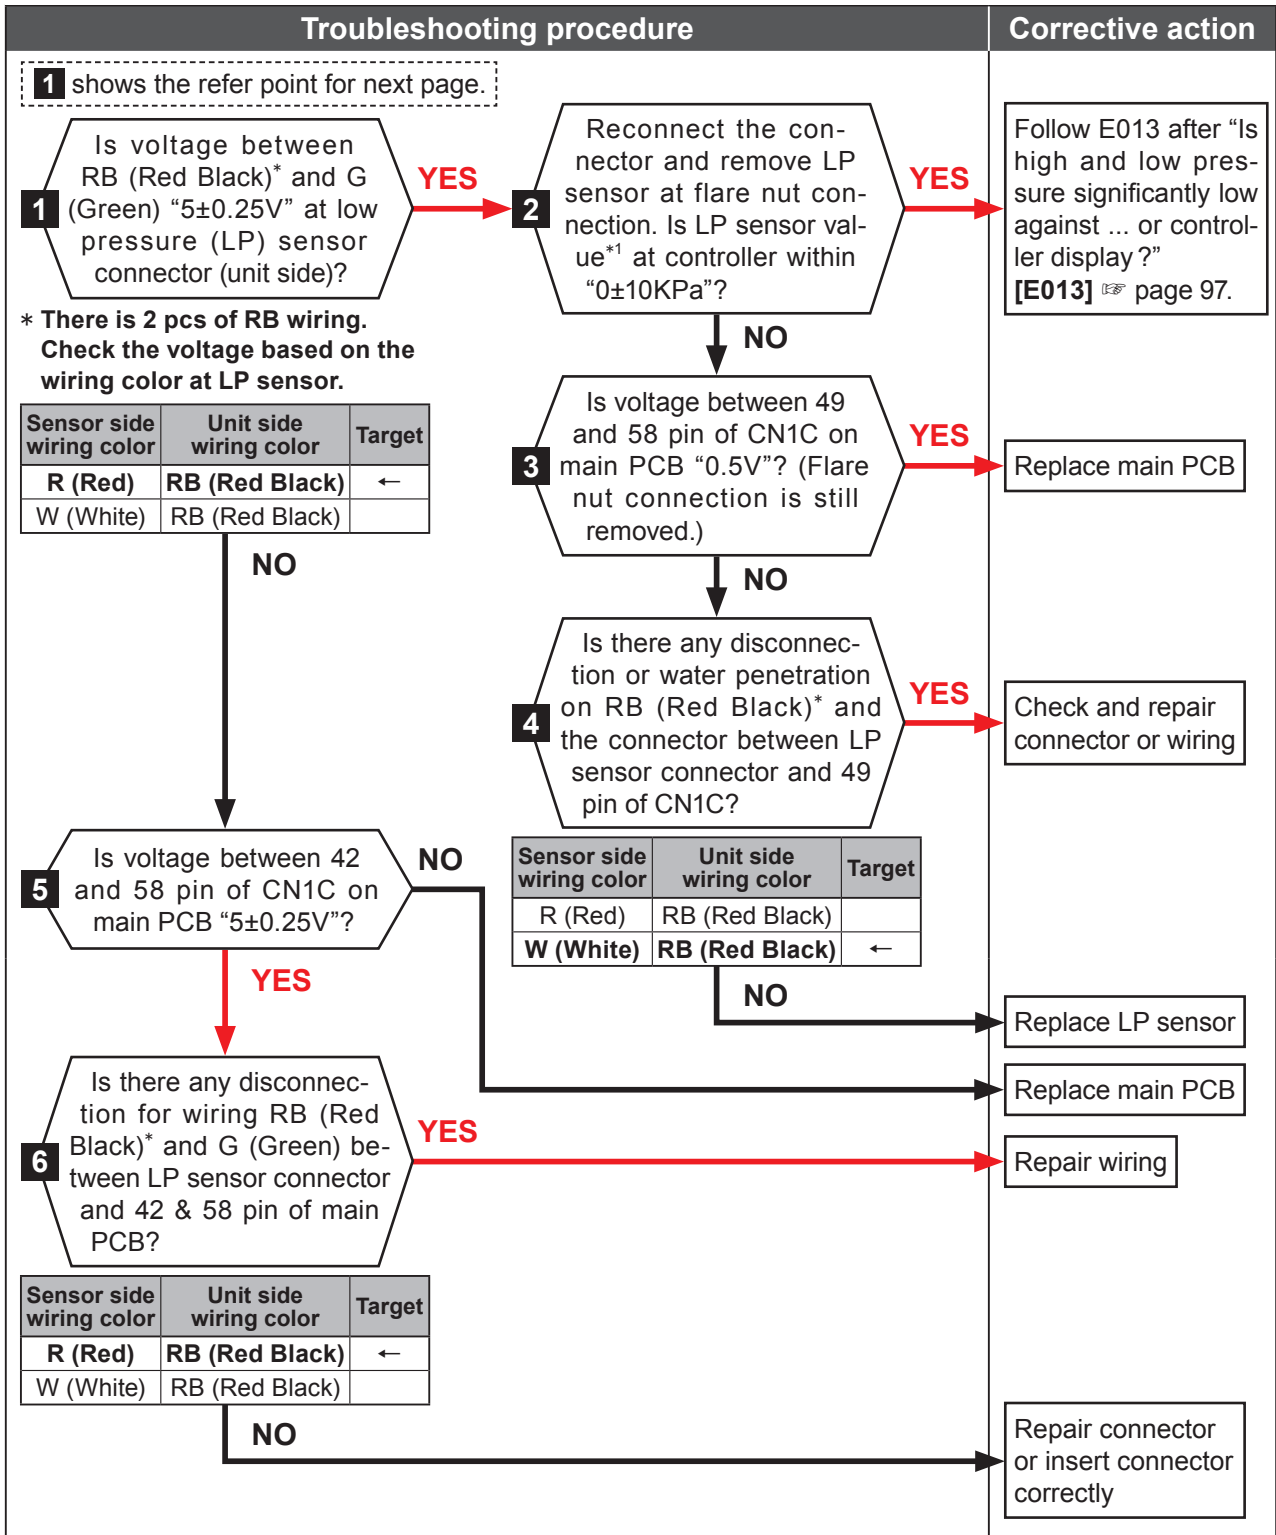 Troubleshooting procedure
Corrective action
1 shows the refer point for next page.
1
Is voltage between
RB (Red Black)* and G
(Green) “5±0.25V” at low
pressure (LP) sensor
connector (unit side)?
YES
2
Reconnect the con-
nector and remove LP
sensor at flare nut con-
nection. Is LP sensor val-
ue*1 at controller within
“0±10KPa”?
YES
Follow E013 after “Is
high and low pres-
sure significantly low
against ... or control-
ler display ?”
[E013] ☞ page 97.
* There is 2 pcs of RB wiring.
Check the voltage based on the
wiring color at LP sensor.
Sensor side wiring color
Unit side wiring color
Target
R (Red)
RB (Red Black)
←
W (White)
RB (Red Black)
NO
NO
3
Is voltage between 49
and 58 pin of CN1C on
main PCB “0.5V”? (Flare
nut connection is still
removed.)
YES
Replace main PCB
NO
4
Is there any disconnec-
tion or water penetration
on RB (Red Black)* and
the connector between LP
sensor connector and 49
pin of CN1C?
YES
Check and repair
connector or wiring
Sensor side wiring color
Unit side wiring color
Target
R (Red)
RB (Red Black)
W (White)
RB (Red Black)
←
NO
Replace LP sensor
5
Is voltage between 42
and 58 pin of CN1C on
main PCB “5±0.25V”?
NO
Replace main PCB
YES
6
Is there any disconnec-
tion for wiring RB (Red
Black)* and G (Green) be-
tween LP sensor connector
and 42 & 58 pin of main
PCB?
YES
Repair wiring
Sensor side wiring color
Unit side wiring color
Target
R (Red)
RB (Red Black)
←
W (White)
RB (Red Black)
NO
Repair connector
or insert connector
correctly